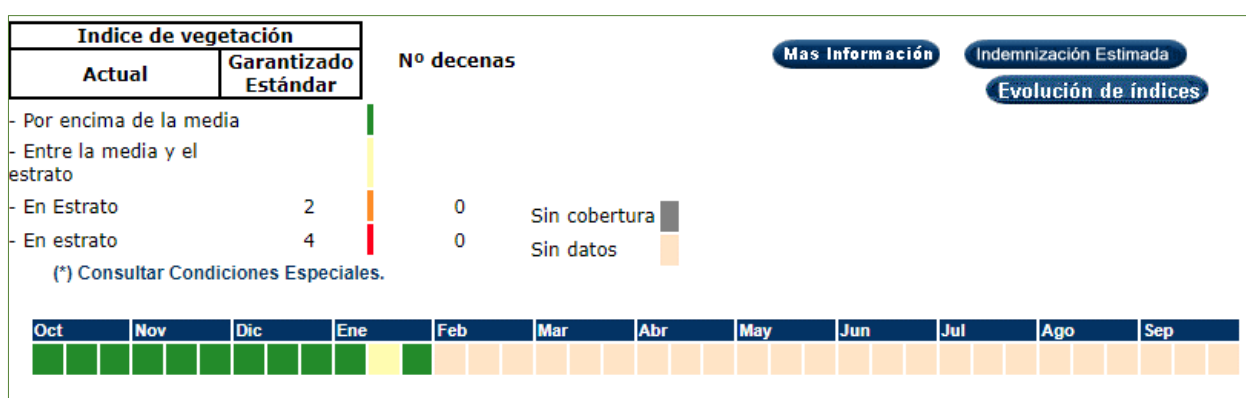 Indice de vegetación
Actual
Garantizado
Estándar
Nº decenas
Mas Información
Indemnización Estimada
Evolución de índices
- Por encima de la media
- Entre la media y el
estrato
- En Estrato 2 0
Sin cobertura
- En estrato 4 0
Sin datos
(*) Consultar Condiciones Especiales.
Oct Nov Dic Ene Feb Mar Abr May Jun Jul Ago Sep